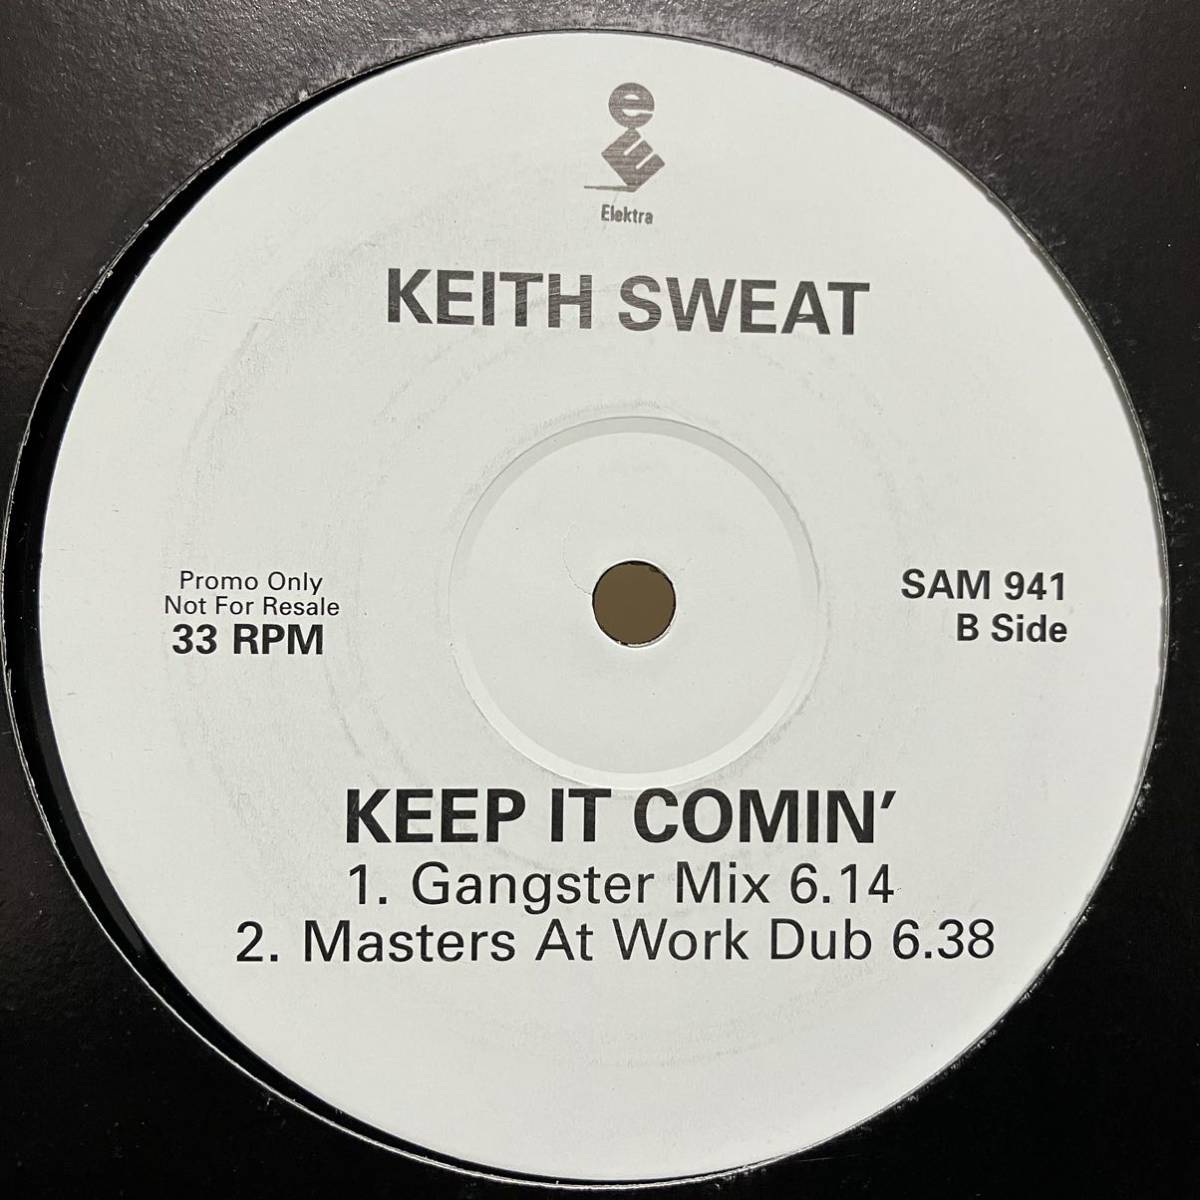 e
Elektra
KEITH SWEAT
Promo Only
Not For Resale
33 RPM
SAM 941
B Side
KEEP IT COMIN’
1. Gangster Mix 6.14
2. Masters At Work Dub 6.38